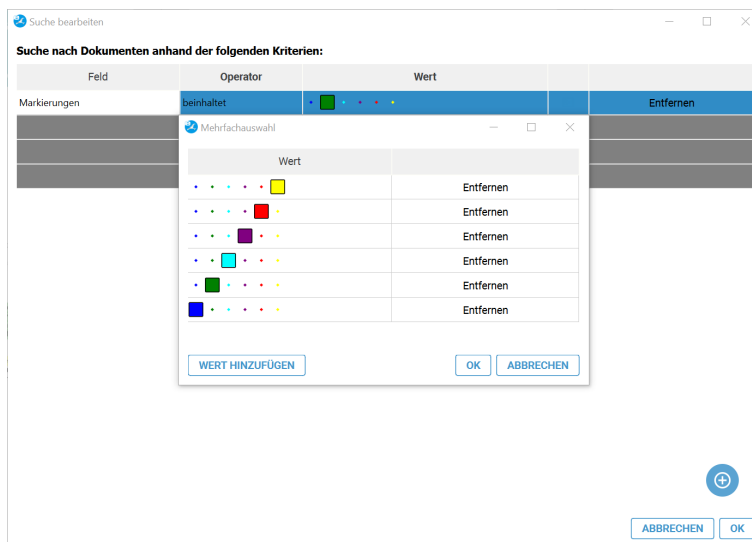 Suche bearbeiten
Suche nach Dokumenten anhand der folgenden Kriterien:
Feld Operator Wert
Markierungen beinhaltet Entfernen
Mehrfachauswahl
Wert
Entfernen
Entfernen
Entfernen
Entfernen
Entfernen
Entfernen
WERT HINZUFÜGEN OK ABBRECHEN
ABBRECHEN OK